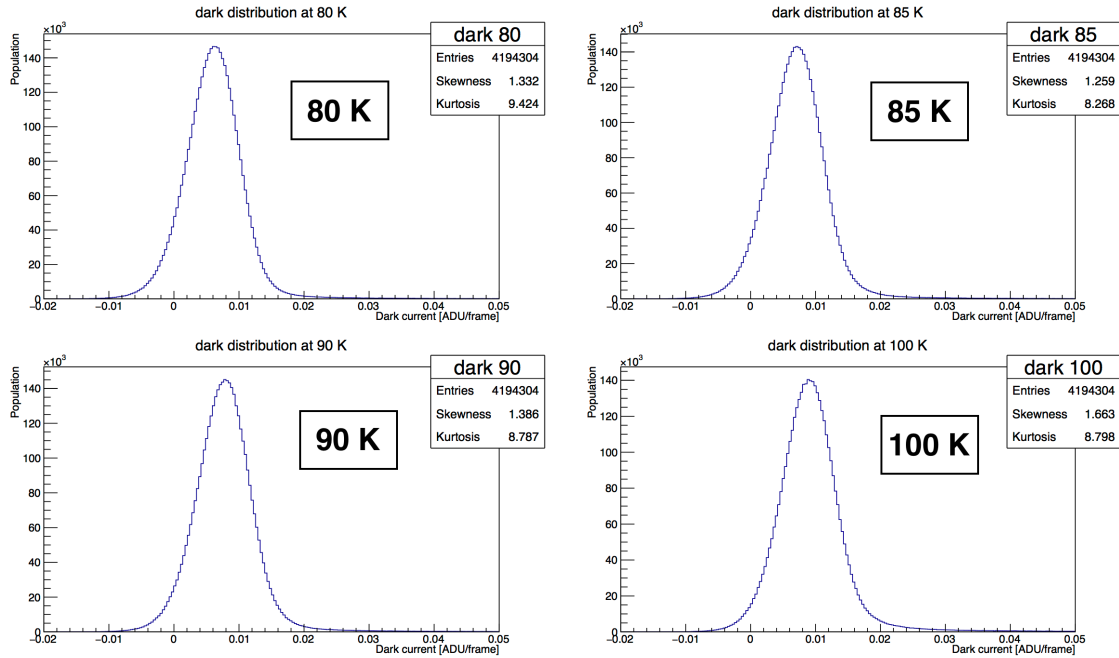 dark distribution at 80 K
×10³
Population
140
120
100
80
60
40
20
0
−0.02 −0.01 0 0.01 0.02 0.03 0.04 0.05
Dark current [ADU/frame]
dark 80
Entries 4194304
Skewness 1.332
Kurtosis 9.424
80 K
dark distribution at 85 K
×10³
Population
140
120
100
80
60
40
20
0
−0.02 −0.01 0 0.01 0.02 0.03 0.04 0.05
Dark current [ADU/frame]
dark 85
Entries 4194304
Skewness 1.259
Kurtosis 8.268
85 K
dark distribution at 90 K
×10³
Population
140
120
100
80
60
40
20
0
−0.02 −0.01 0 0.01 0.02 0.03 0.04 0.05
Dark current [ADU/frame]
dark 90
Entries 4194304
Skewness 1.386
Kurtosis 8.787
90 K
dark distribution at 100 K
×10³
Population
140
120
100
80
60
40
20
0
−0.02 −0.01 0 0.01 0.02 0.03 0.04 0.05
Dark current [ADU/frame]
dark 100
Entries 4194304
Skewness 1.663
Kurtosis 8.798
100 K